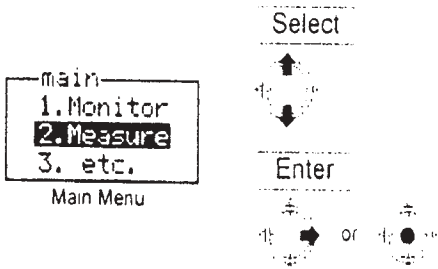 Select
main
1.Monitor
2.Measure
3. etc.
Main Menu
Enter
or